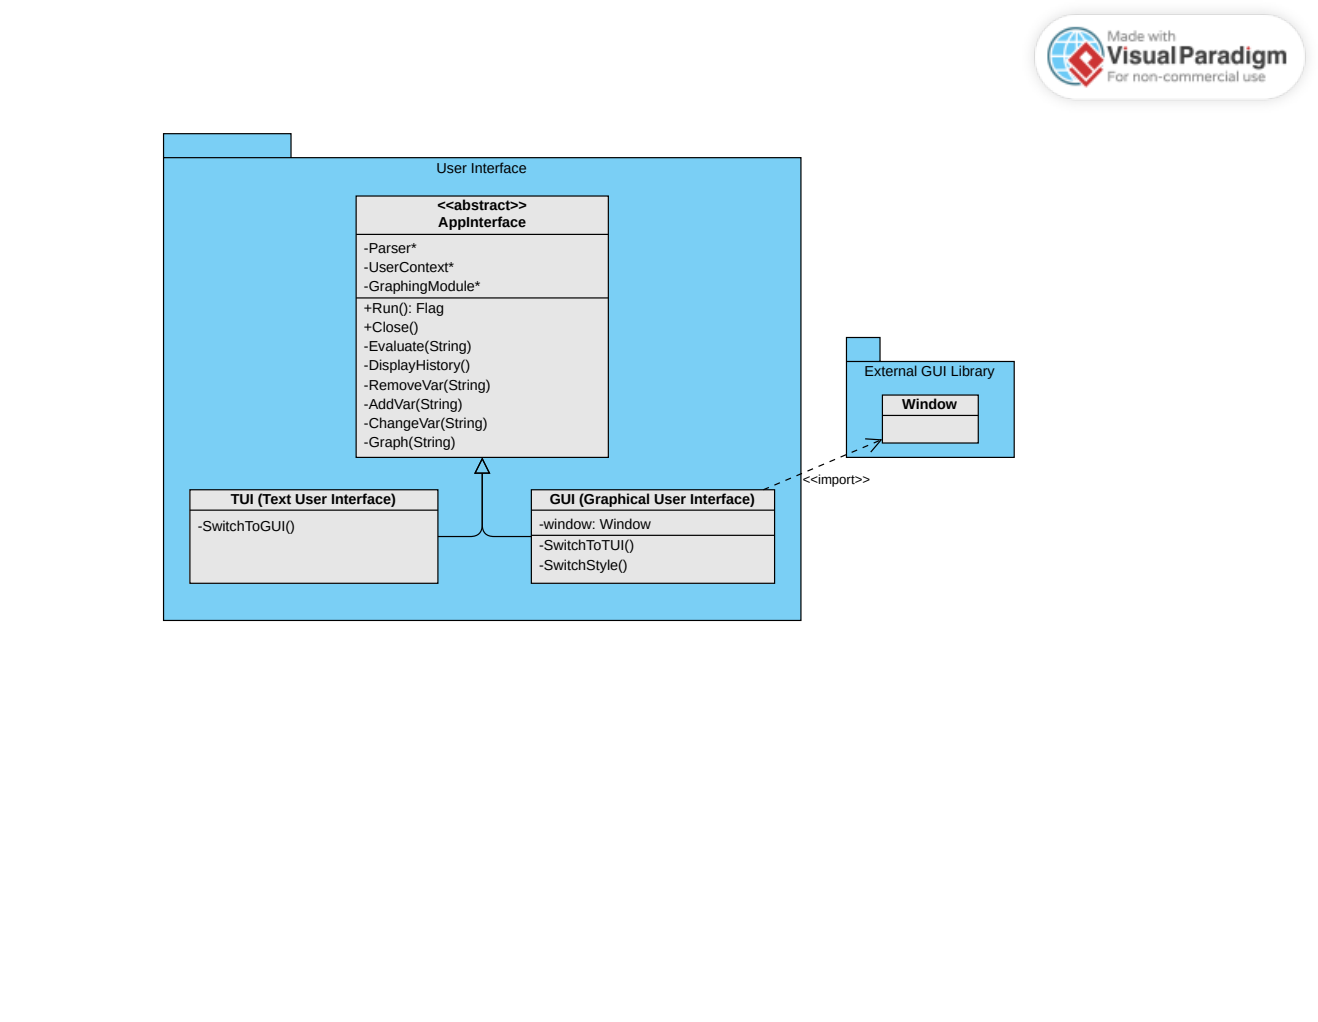 Made with
Visual Paradigm
For non-commercial use
User Interface
<<abstract>>
AppInterface
-Parser*
-UserContext*
-GraphingModule*
+Run(): Flag
+Close()
-Evaluate(String)
-DisplayHistory()
-RemoveVar(String)
-AddVar(String)
-ChangeVar(String)
-Graph(String)
External GUI Library
Window
<<import>>
TUI (Text User Interface)
-SwitchToGUI()
GUI (Graphical User Interface)
-window: Window
-SwitchToTUI()
-SwitchStyle()